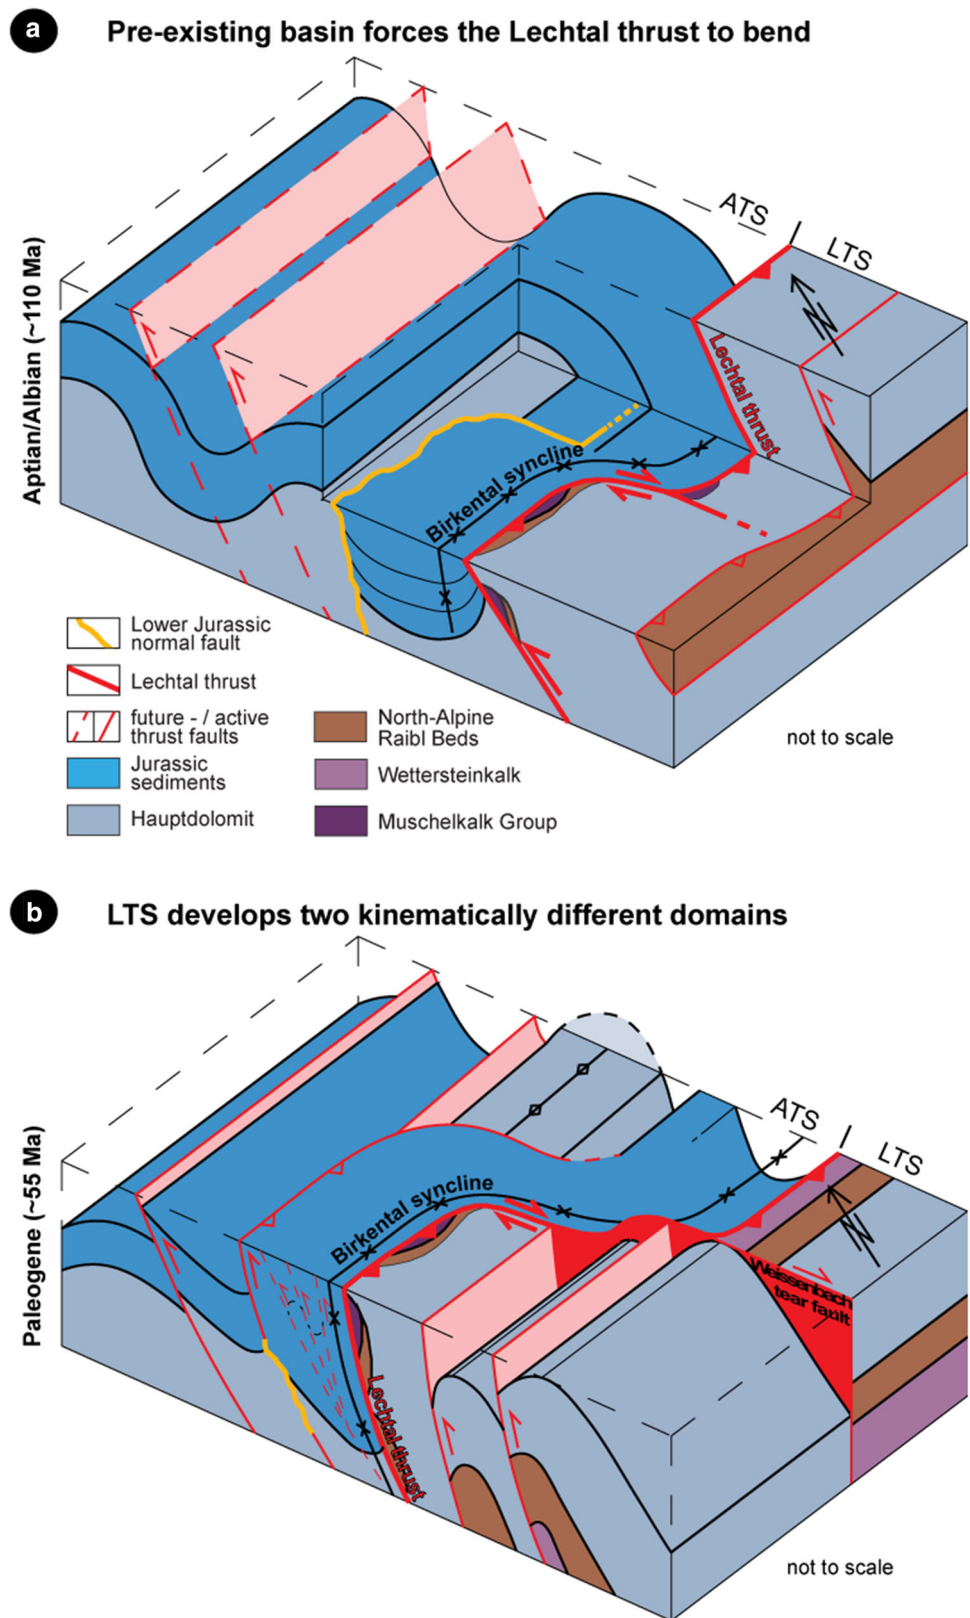 a
Pre-existing basin forces the Lechtal thrust to bend
Aptian/Albian (~110 Ma)
ATS
LTS
N
Lechtal thrust
Birkental syncline
Lower Jurassic
normal fault
Lechtal thrust
future - / active
thrust faults
Jurassic
sediments
Hauptdolomit
North-Alpine
Raibl Beds
Wettersteinkalk
Muschelkalk Group
not to scale
b
LTS develops two kinematically different domains
Paleogene (~55 Ma)
ATS
LTS
N
Birkental syncline
Weissenbach
tear fault
Lechtal thrust
not to scale